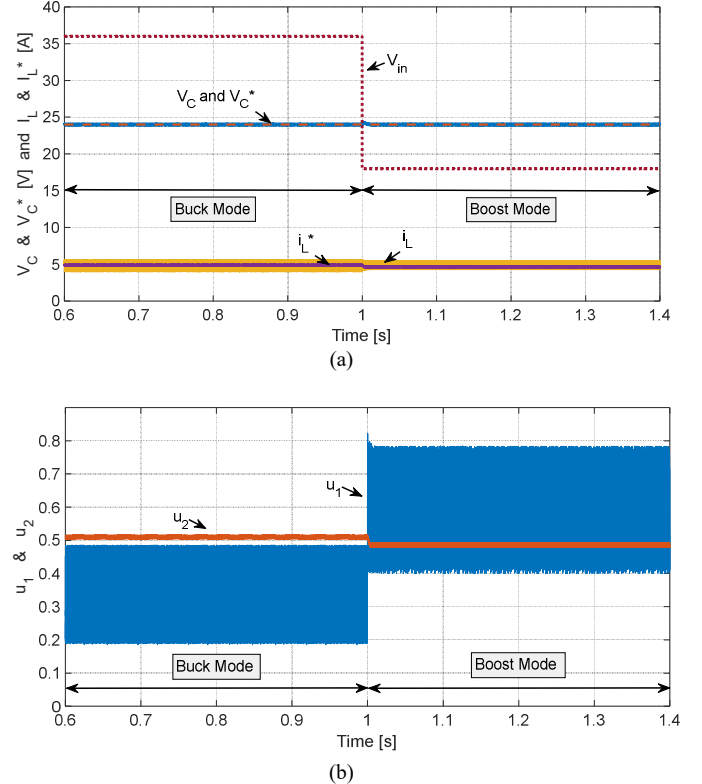 40
35
30
25
20
15
10
5
0
V_C & V_C* [V] and I_L & I_L* [A]
V_in
V_C and V_C*
Buck Mode
Boost Mode
i_L*
i_L
0.6 0.7 0.8 0.9 1 1.1 1.2 1.3 1.4
Time [s]
(a)
0.8
0.7
0.6
0.5
0.4
0.3
0.2
0.1
0
u_1 & u_2
u_1
u_2
Buck Mode
Boost Mode
0.6 0.7 0.8 0.9 1 1.1 1.2 1.3 1.4
Time [s]
(b)